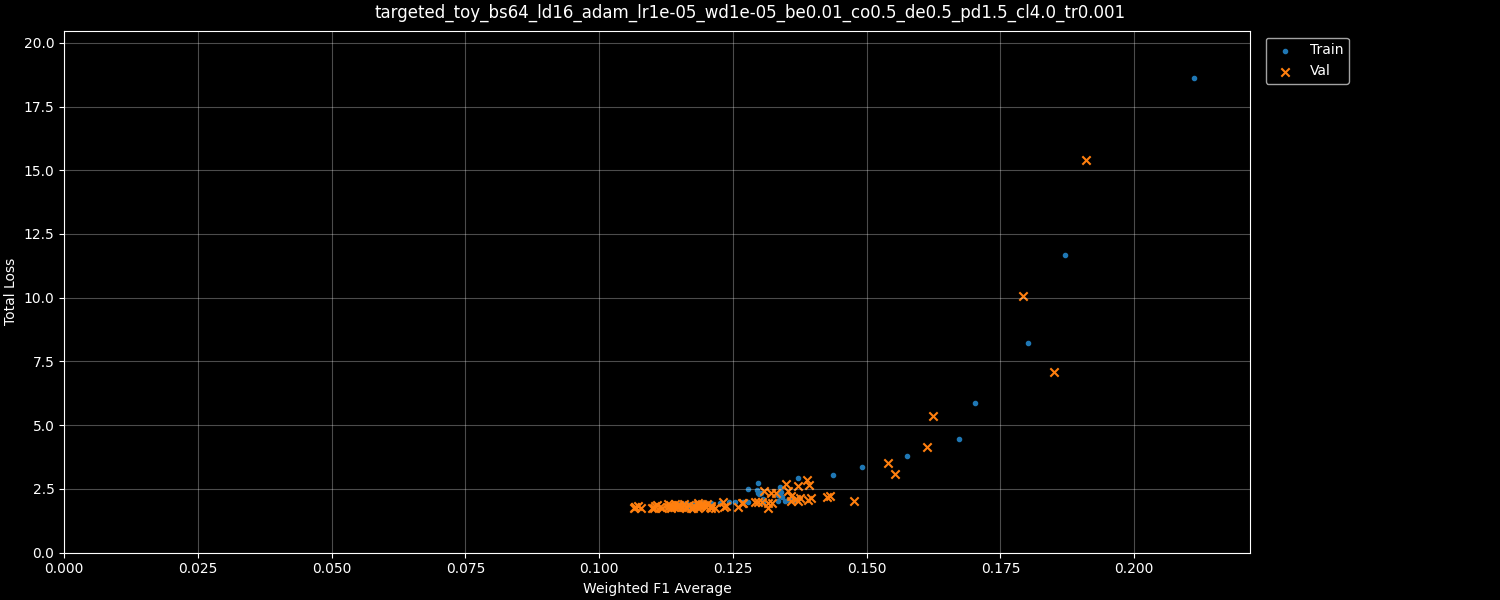 targeted_toy_bs64_ld16_adam_lr1e-05_wd1e-05_be0.01_co0.5_de0.5_pd1.5_cl4.0_tr0.001
Train
Val
Total Loss
20.0
17.5
15.0
12.5
10.0
7.5
5.0
2.5
0.0
0.000 0.025 0.050 0.075 0.100 0.125 0.150 0.175 0.200
Weighted F1 Average